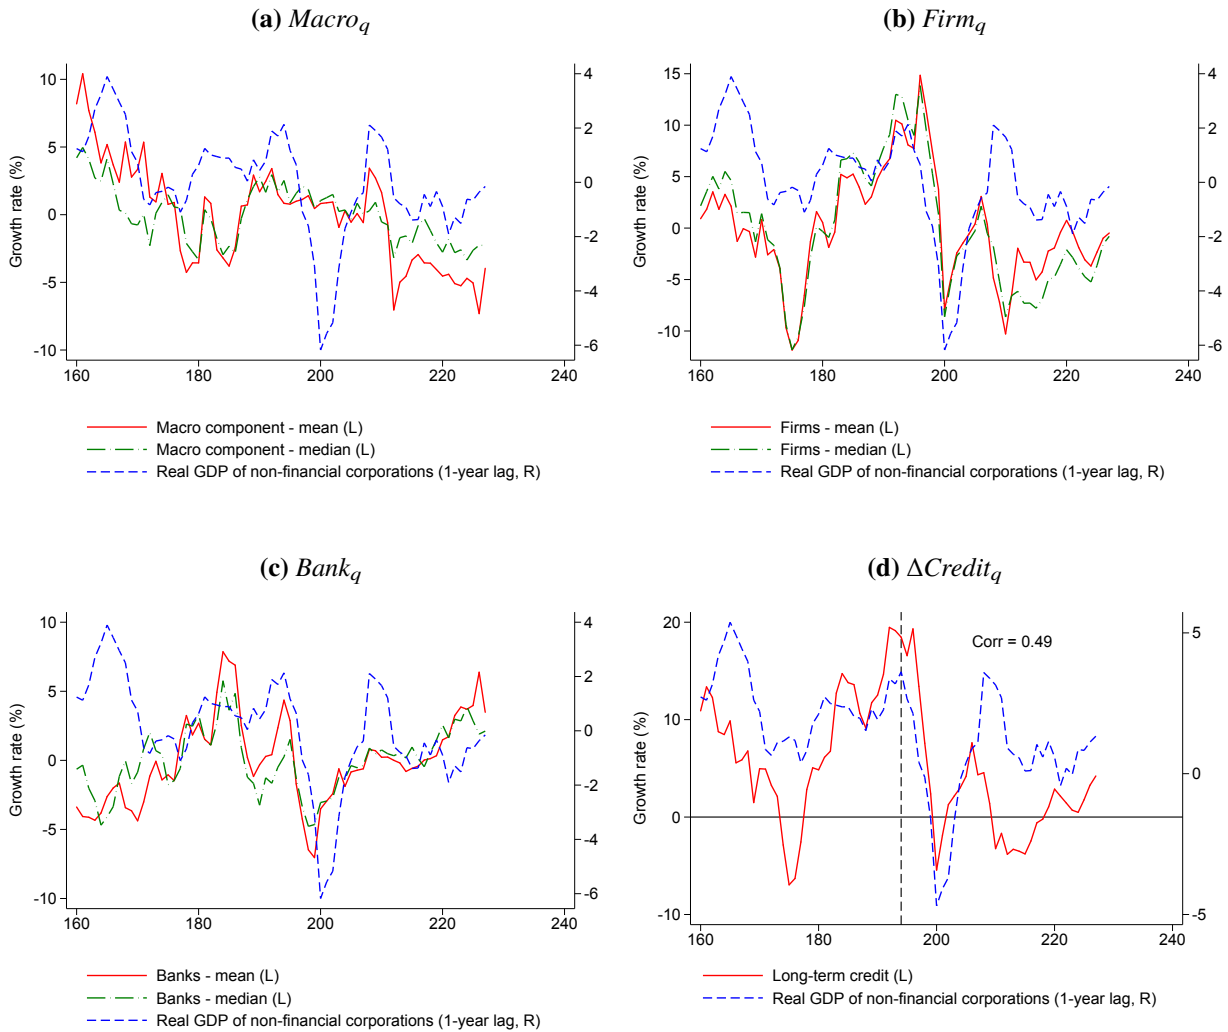 (a) Macro_q
Growth rate (%)
10
5
0
-5
-10
4
2
0
-2
-4
-6
160 180 200 220 240
Macro component - mean (L)
Macro component - median (L)
Real GDP of non-financial corporations (1-year lag, R)
(b) Firm_q
Growth rate (%)
15
10
5
0
-5
-10
4
2
0
-2
-4
-6
160 180 200 220 240
Firms - mean (L)
Firms - median (L)
Real GDP of non-financial corporations (1-year lag, R)
(c) Bank_q
Growth rate (%)
10
5
0
-5
-10
4
2
0
-2
-4
-6
160 180 200 220 240
Banks - mean (L)
Banks - median (L)
Real GDP of non-financial corporations (1-year lag, R)
(d) ΔCredit_q
Growth rate (%)
20
10
0
-10
Corr = 0.49
5
0
-5
160 180 200 220 240
Long-term credit (L)
Real GDP of non-financial corporations (1-year lag, R)